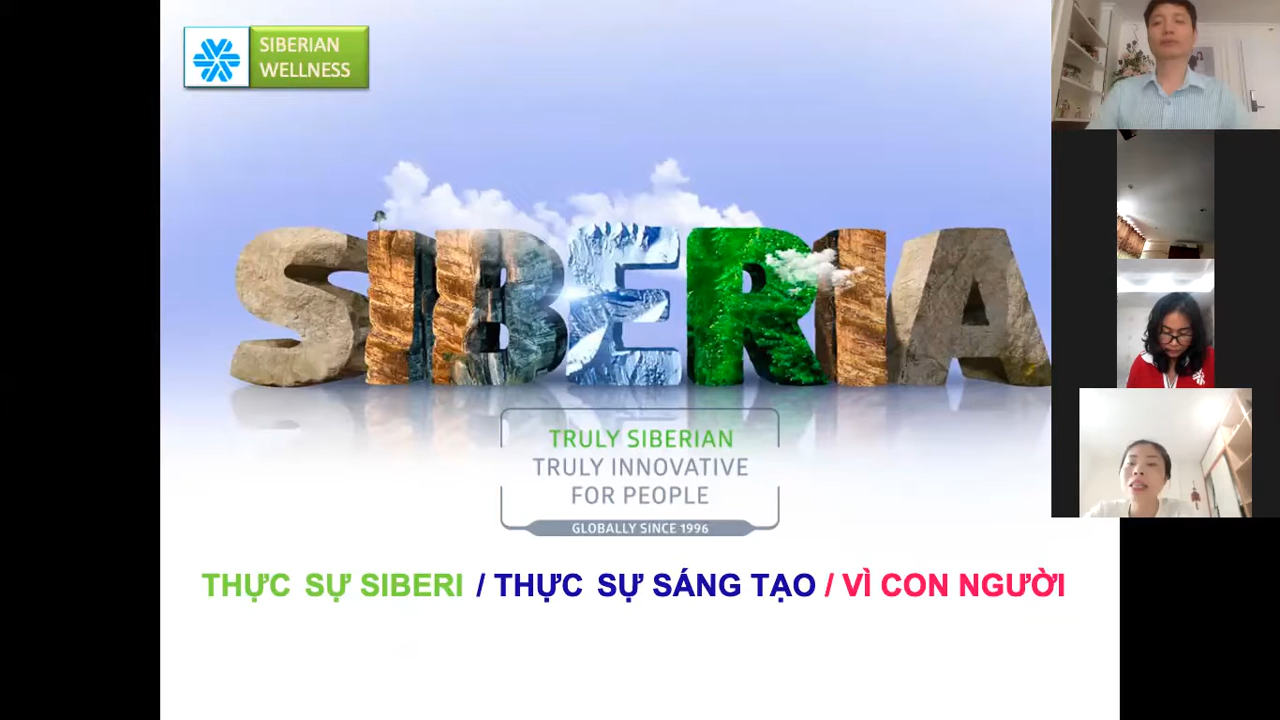 SIBERIAN
WELLNESS
SIBERIA
TRULY SIBERIAN
TRULY INNOVATIVE
FOR PEOPLE
GLOBALLY SINCE 1996
THỰC SỰ SIBERI / THỰC SỰ SÁNG TẠO / VÌ CON NGƯỜI